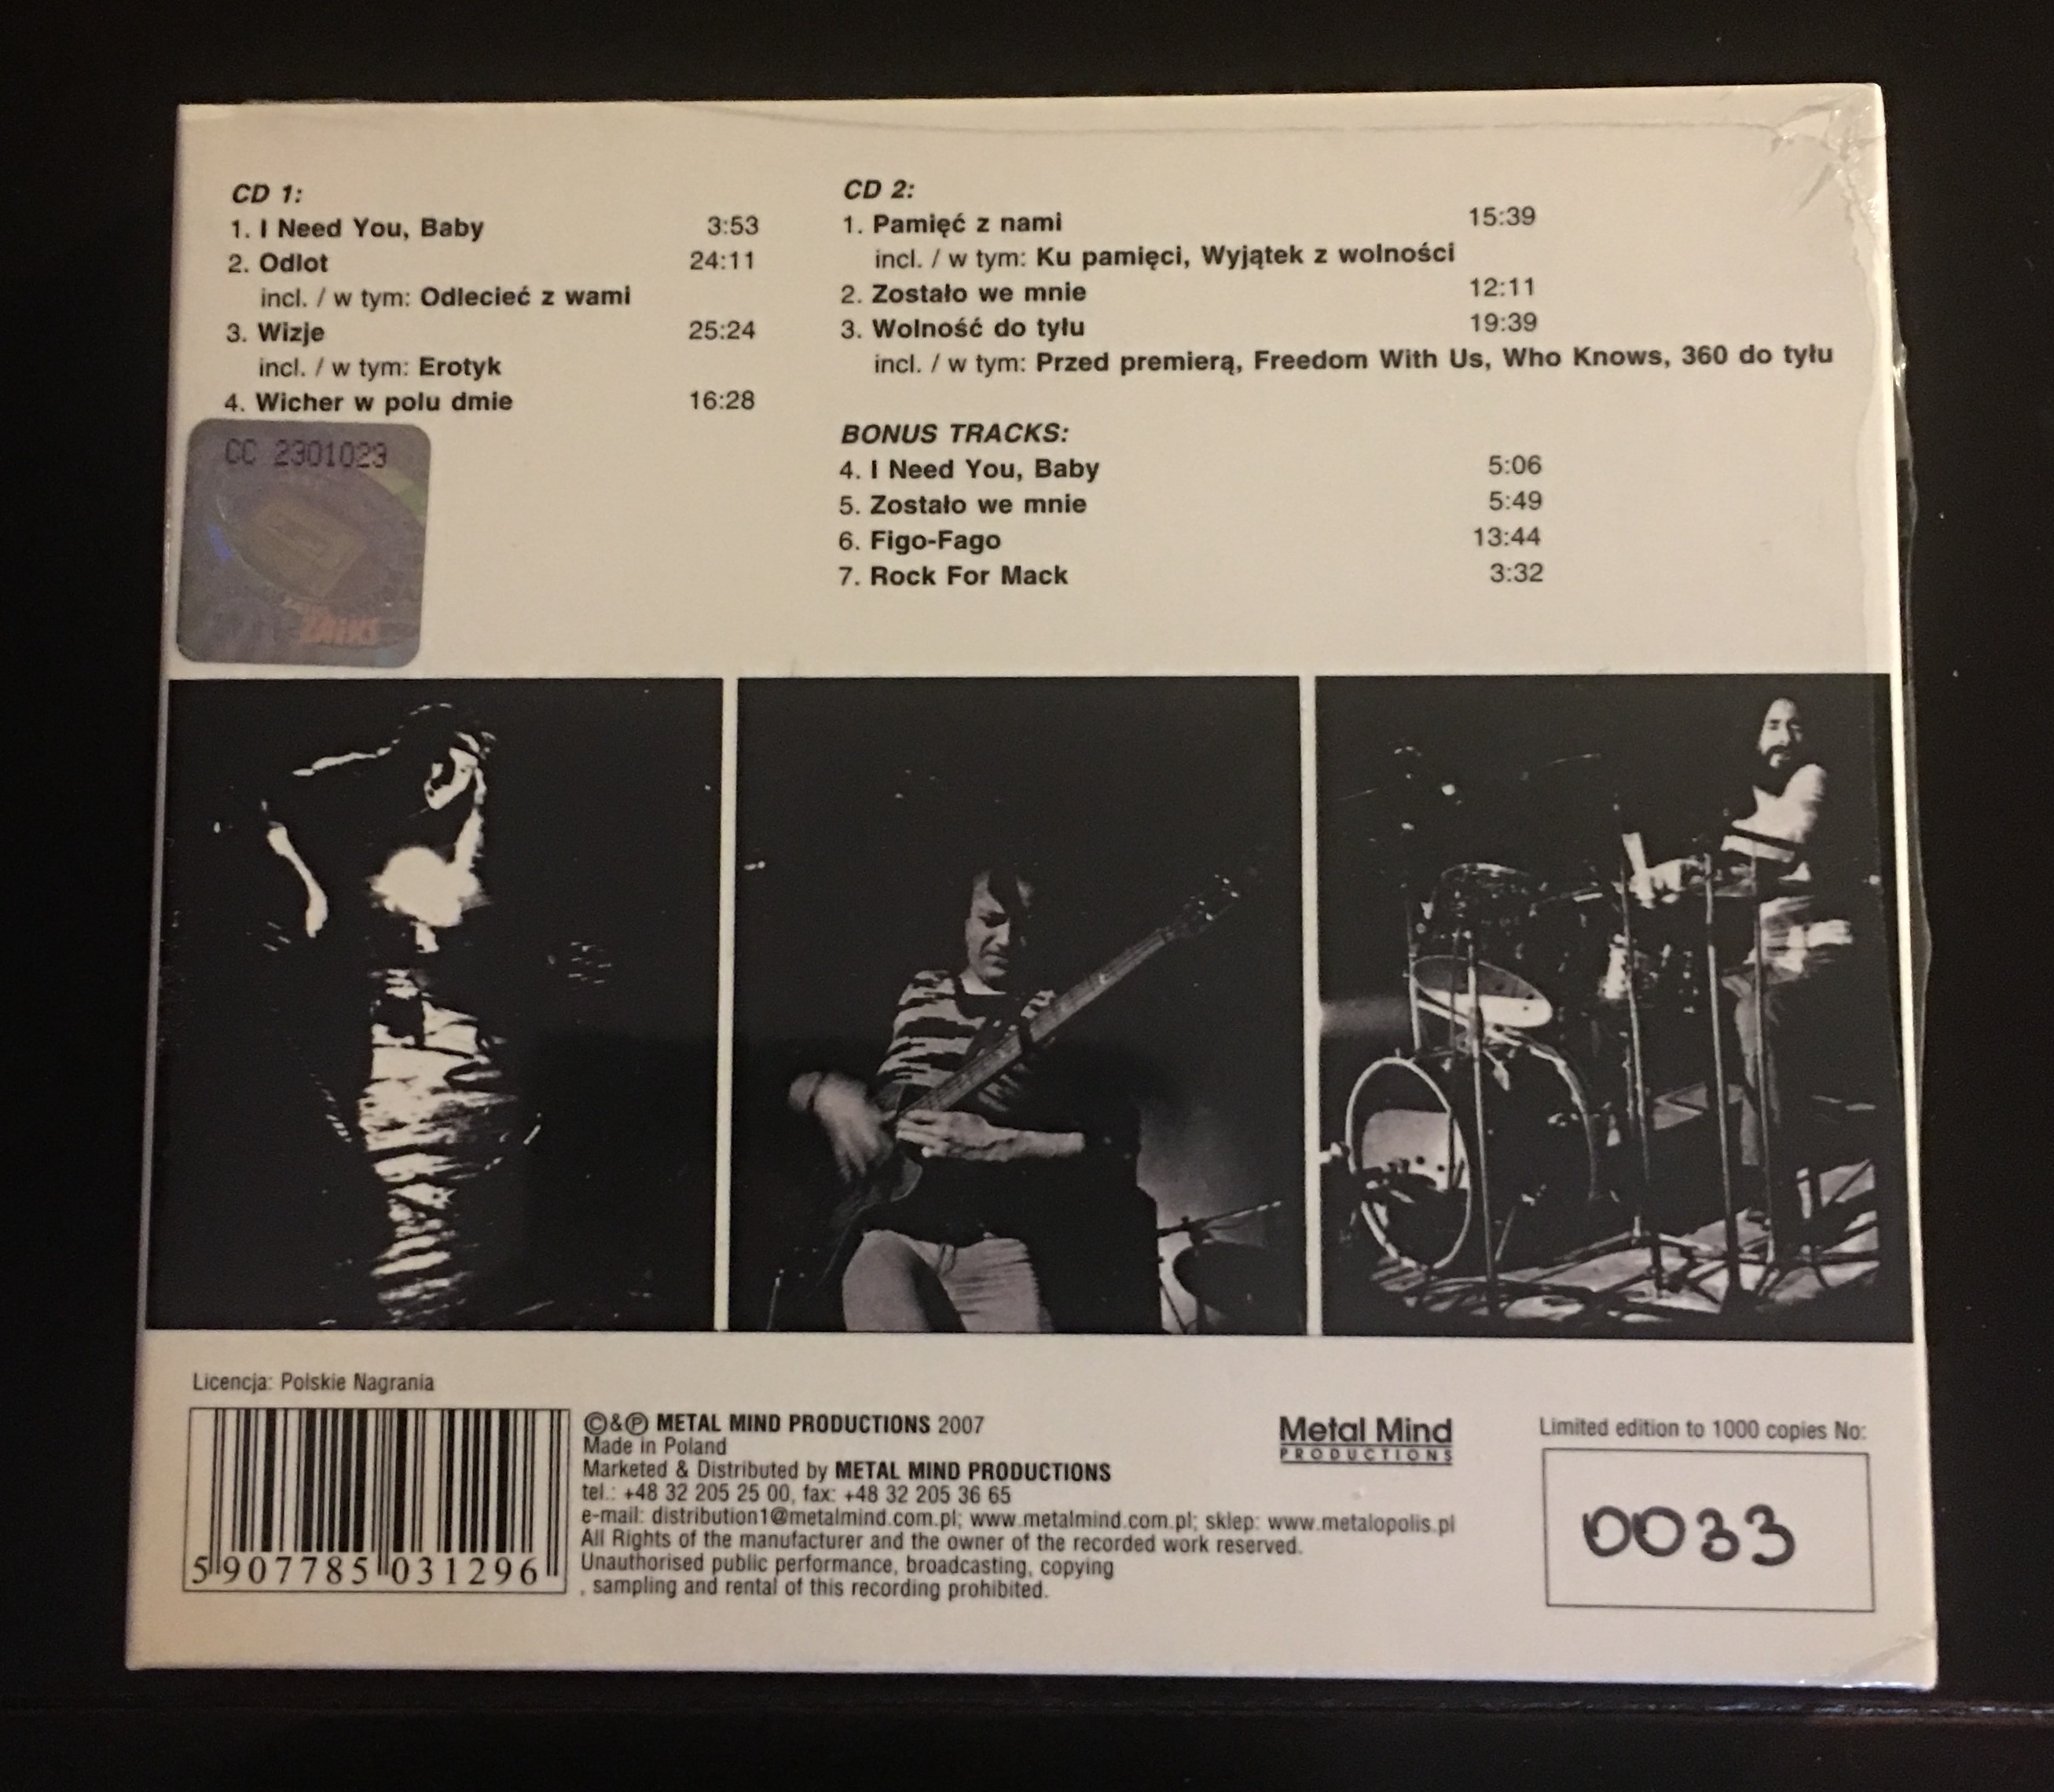 CD 1:
1. I Need You, Baby 3:53
2. Odlot 24:11
incl. / w tym: Odlecieć z wami
3. Wizje 25:24
incl. / w tym: Erotyk
4. Wicher w polu dmie 16:28
CC 2301023
ZAiKS
CD 2:
1. Pamięć z nami 15:39
incl. / w tym: Ku pamięci, Wyjątek z wolności
2. Zostało we mnie 12:11
3. Wolność do tyłu 19:39
incl. / w tym: Przed premierą, Freedom With Us, Who Knows, 360 do tyłu
BONUS TRACKS:
4. I Need You, Baby 5:06
5. Zostało we mnie 5:49
6. Figo-Fago 13:44
7. Rock For Mack 3:32
Licencja: Polskie Nagrania
5 907785 031296
©&℗ METAL MIND PRODUCTIONS 2007
Made in Poland
Marketed & Distributed by METAL MIND PRODUCTIONS
tel.: +48 32 205 25 00, fax: +48 32 205 36 65
e-mail: distribution1@metalmind.com.pl; www.metalmind.com.pl; sklep: www.metalopolis.pl
All Rights of the manufacturer and the owner of the recorded work reserved.
Unauthorised public performance, broadcasting, copying
, sampling and rental of this recording prohibited.
Metal Mind
PRODUCTIONS
Limited edition to 1000 copies No:
0033